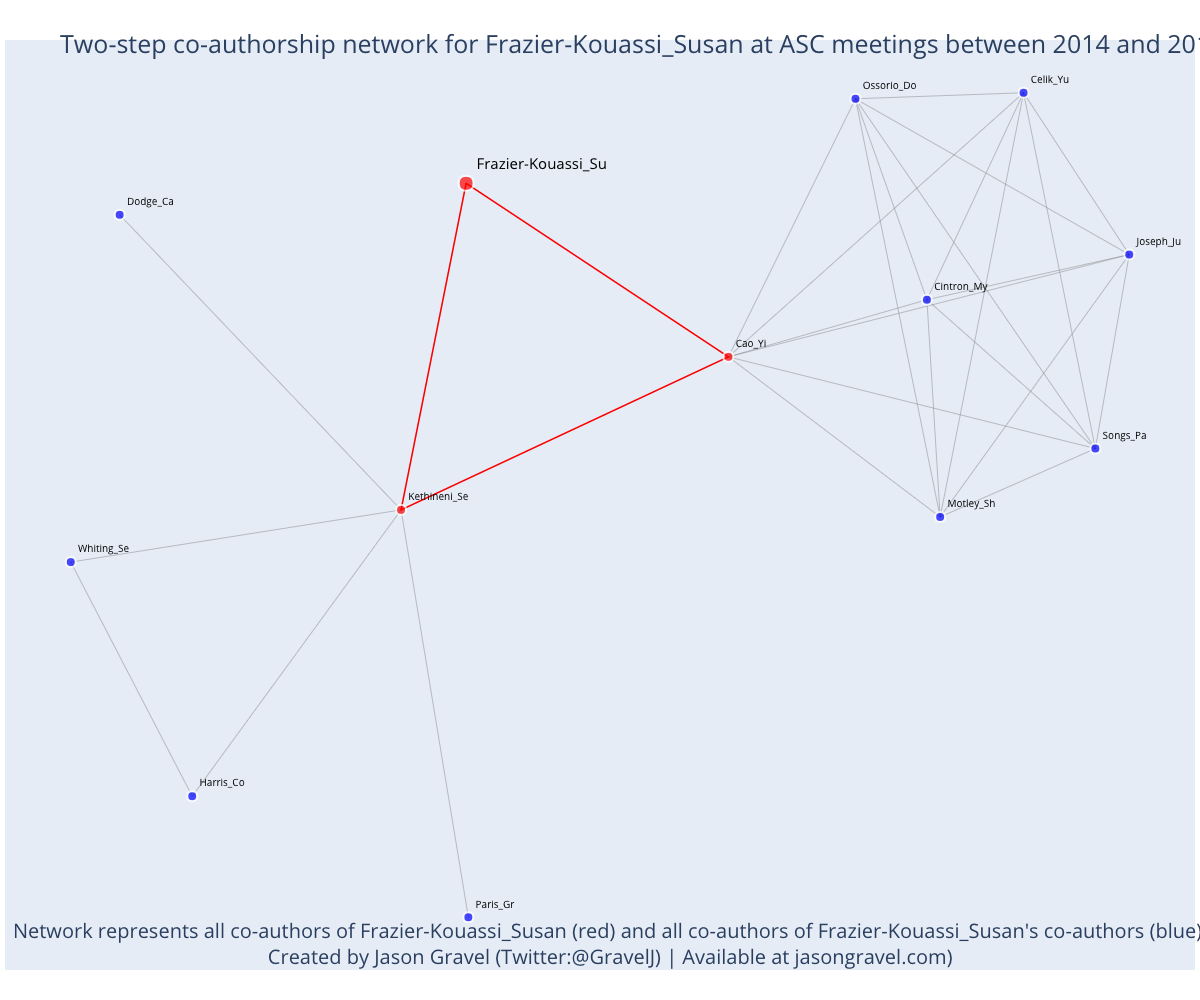 Two-step co-authorship network for Frazier-Kouassi_Susan at ASC meetings between 2014 and 201
Celik_Yu
Ossorio_Do
Frazier-Kouassi_Su
Dodge_Ca
Joseph_Ju
Cintron_My
Cao_Yi
Songs_Pa
Kethineni_Se
Motley_Sh
Whiting_Se
Harris_Co
Paris_Gr
Network represents all co-authors of Frazier-Kouassi_Susan (red) and all co-authors of Frazier-Kouassi_Susan's co-authors (blue)
Created by Jason Gravel (Twitter:@GravelJ) | Available at jasongravel.com)